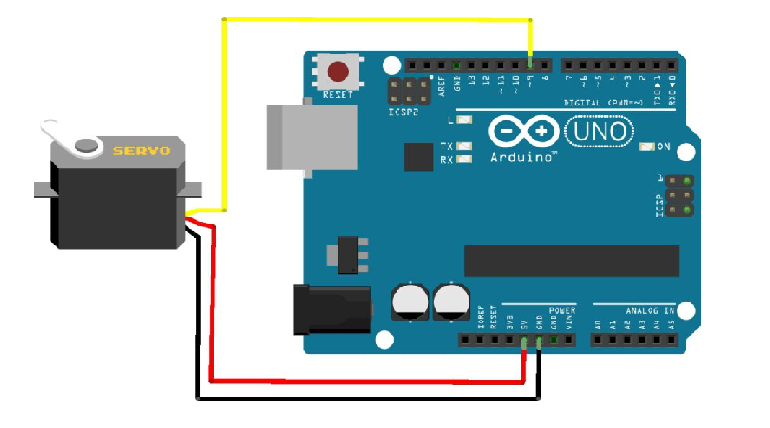 RESET
ICSP2
AREF
GND
13
12
~11
~10
~9
8
7
~6
~5
4
~3
2
TX▶1
RX◀0
DIGITAL (PWM=~)
L
TX
RX
UNO
Arduino™
ON
1
ICSP
SERVO
POWER
ANALOG IN
IOREF
RESET
3V3
5V
GND
GND
VIN
A0
A1
A2
A3
A4
A5